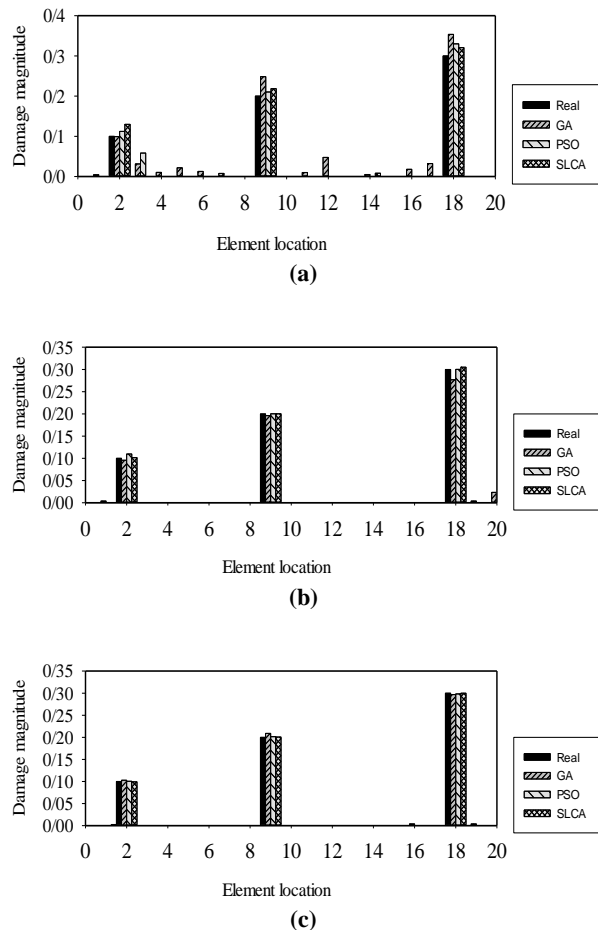 Damage magnitude
0/4
0/3
0/2
0/1
0/0
0 2 4 6 8 10 12 14 16 18 20
Element location
Real
GA
PSO
SLCA
(a)
Damage magnitude
0/35
0/30
0/25
0/20
0/15
0/10
0/05
0/00
0 2 4 6 8 10 12 14 16 18 20
Element location
Real
GA
PSO
SLCA
(b)
Damage magnitude
0/35
0/30
0/25
0/20
0/15
0/10
0/05
0/00
0 2 4 6 8 10 12 14 16 18 20
Element location
Real
GA
PSO
SLCA
(c)